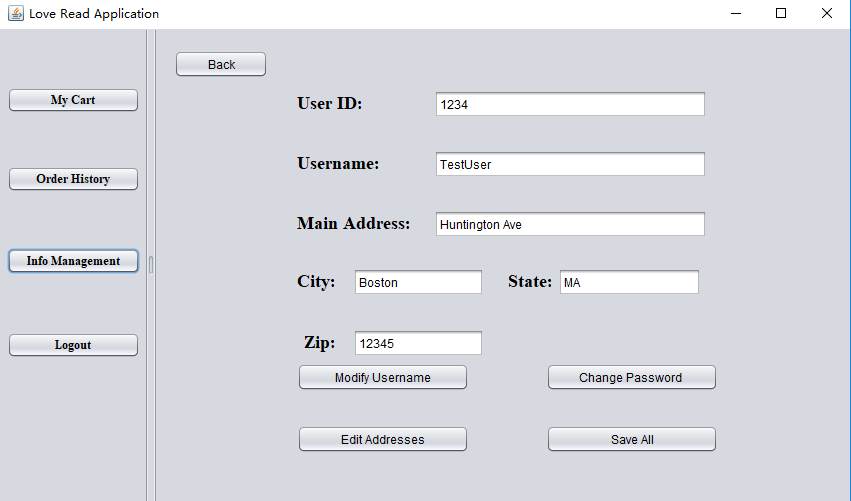 Love Read Application
My Cart
Order History
Info Management
Logout
Back
User ID: 1234
Username: TestUser
Main Address: Huntington Ave
City: Boston State: MA
Zip: 12345
Modify Username Change Password
Edit Addresses Save All